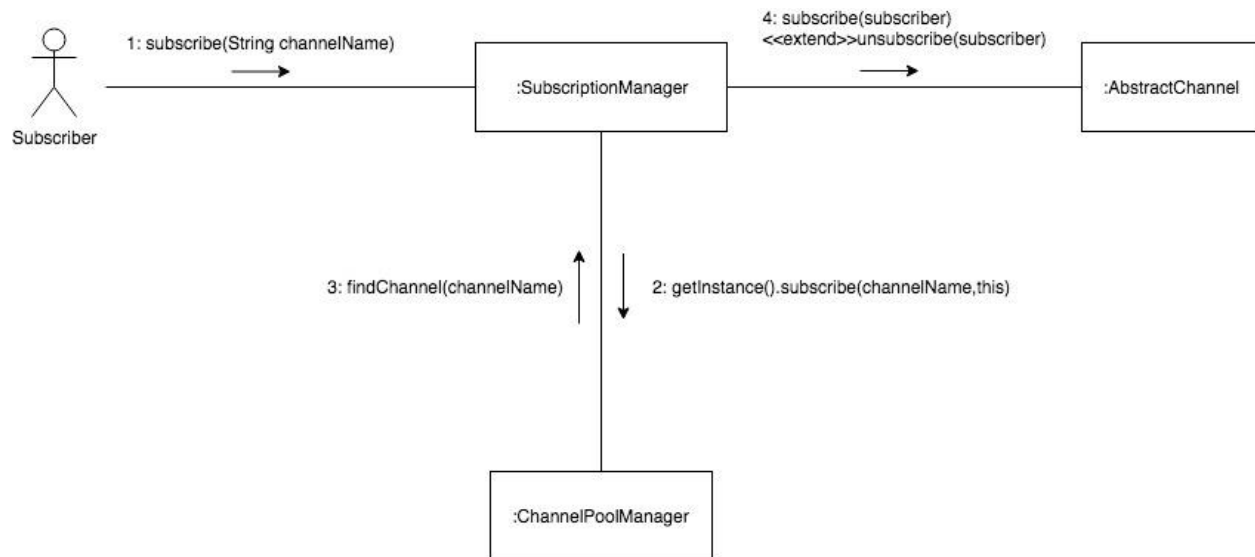 4: subscribe(subscriber)
<<extend>>unsubscribe(subscriber)
1: subscribe(String channelName)
:SubscriptionManager
:AbstractChannel
Subscriber
3: findChannel(channelName)
2: getInstance().subscribe(channelName,this)
:ChannelPoolManager